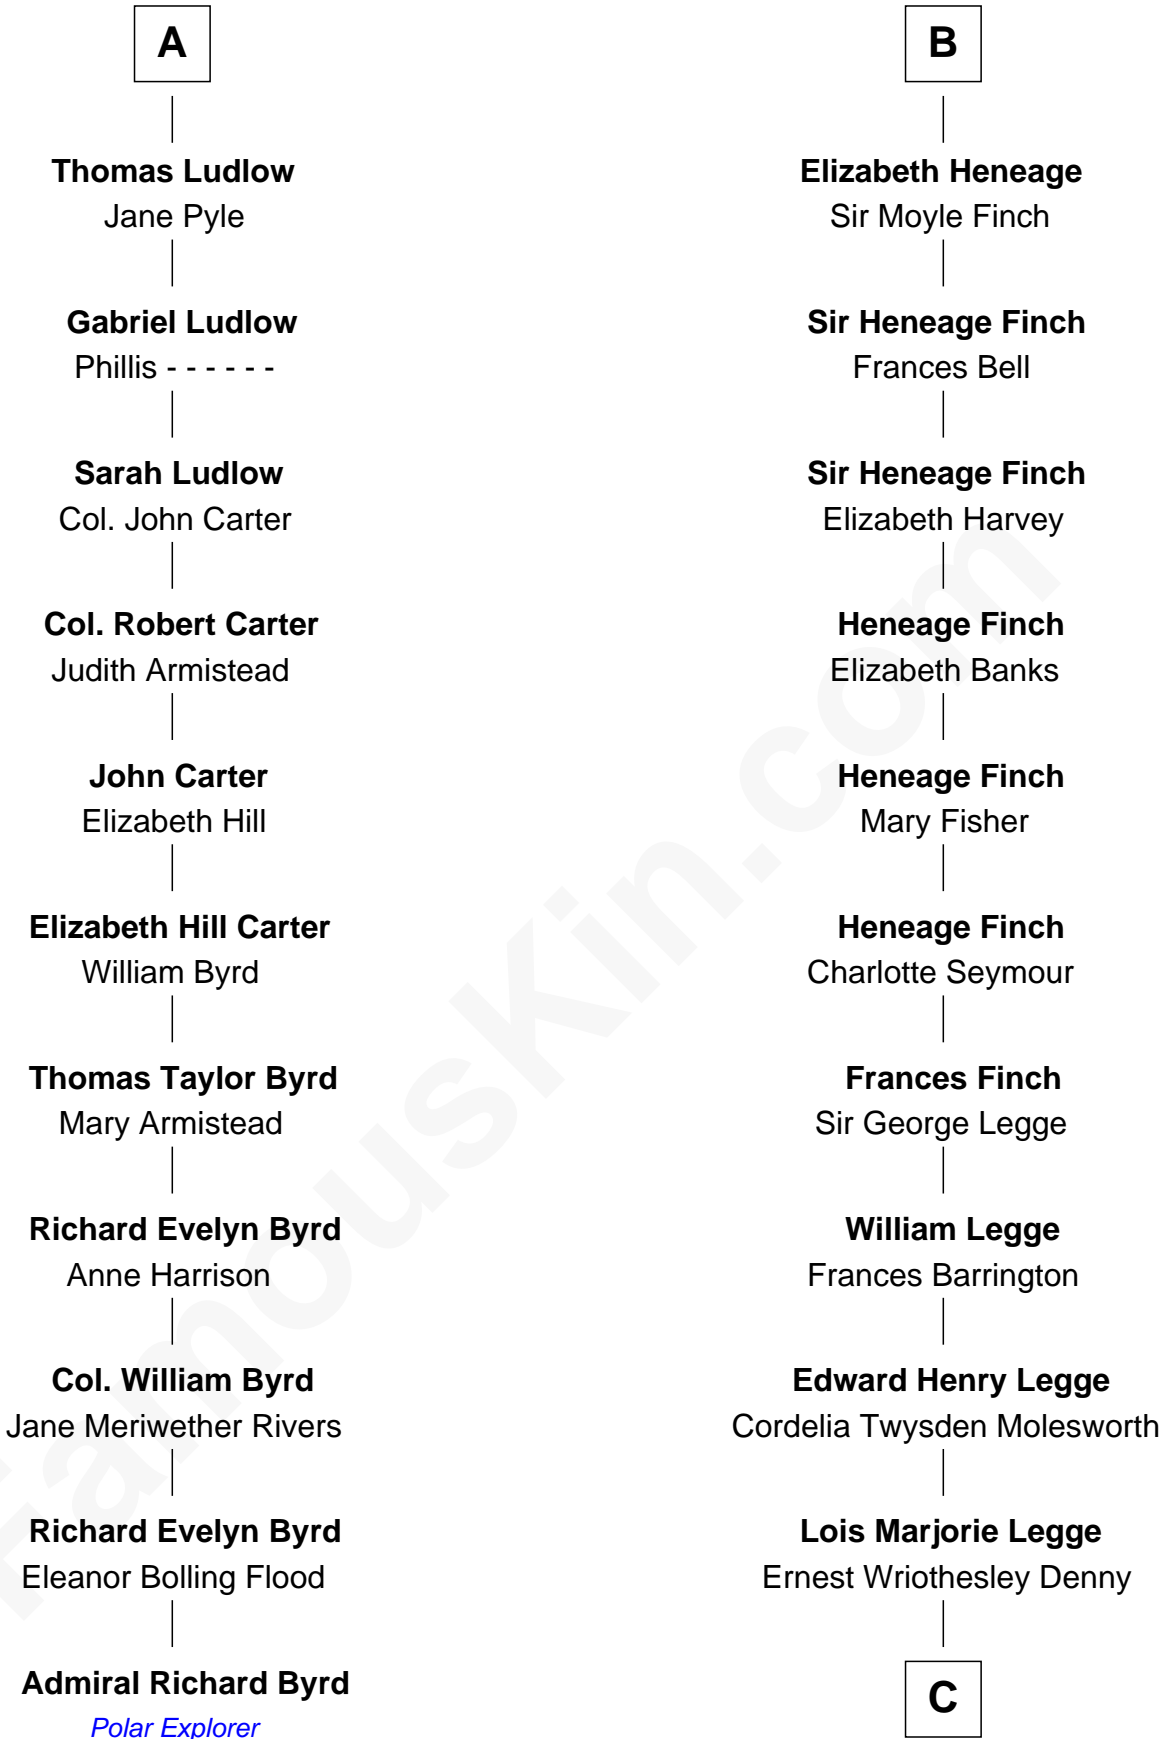 A
Thomas Ludlow
Jane Pyle
Gabriel Ludlow
Phillis - - - - - -
Sarah Ludlow
Col. John Carter
Col. Robert Carter
Judith Armistead
John Carter
Elizabeth Hill
Elizabeth Hill Carter
William Byrd
Thomas Taylor Byrd
Mary Armistead
Richard Evelyn Byrd
Anne Harrison
Col. William Byrd
Jane Meriwether Rivers
Richard Evelyn Byrd
Eleanor Bolling Flood
Admiral Richard Byrd
Polar Explorer
B
Elizabeth Heneage
Sir Moyle Finch
Sir Heneage Finch
Frances Bell
Sir Heneage Finch
Elizabeth Harvey
Heneage Finch
Elizabeth Banks
Heneage Finch
Mary Fisher
Heneage Finch
Charlotte Seymour
Frances Finch
Sir George Legge
William Legge
Frances Barrington
Edward Henry Legge
Cordelia Twysden Molesworth
Lois Marjorie Legge
Ernest Wriothesley Denny
C
FamousKin.com